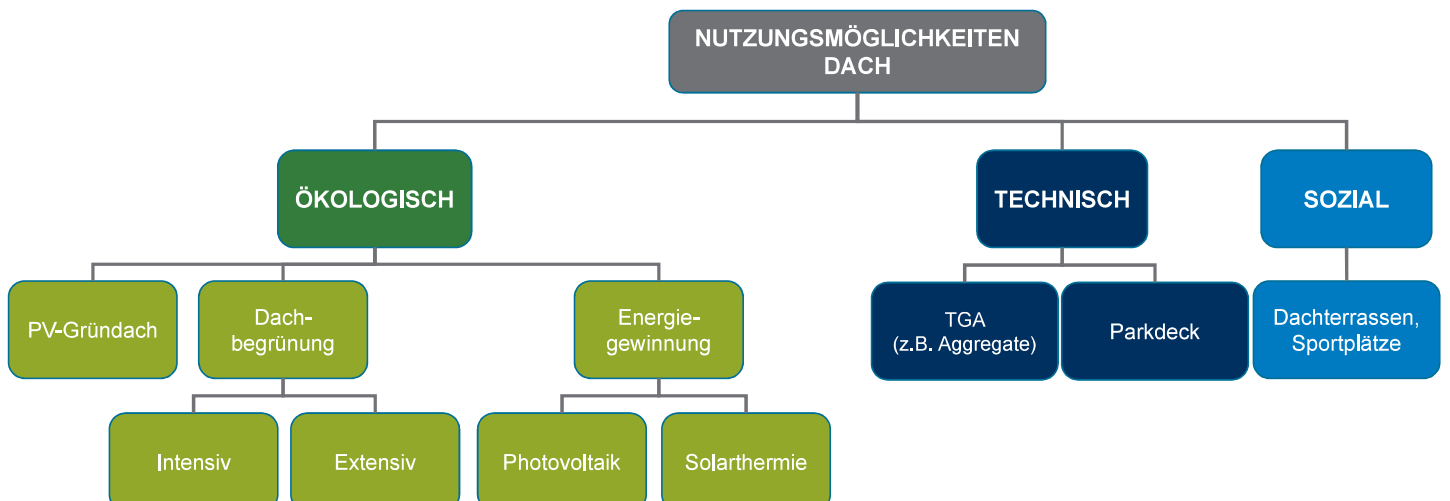 NUTZUNGSMÖGLICHKEITEN
DACH
ÖKOLOGISCH
TECHNISCH
SOZIAL
PV-Gründach
Dach-
begrünung
Energie-
gewinnung
TGA
(z.B. Aggregate)
Parkdeck
Dachterrassen,
Sportplätze
Intensiv
Extensiv
Photovoltaik
Solarthermie